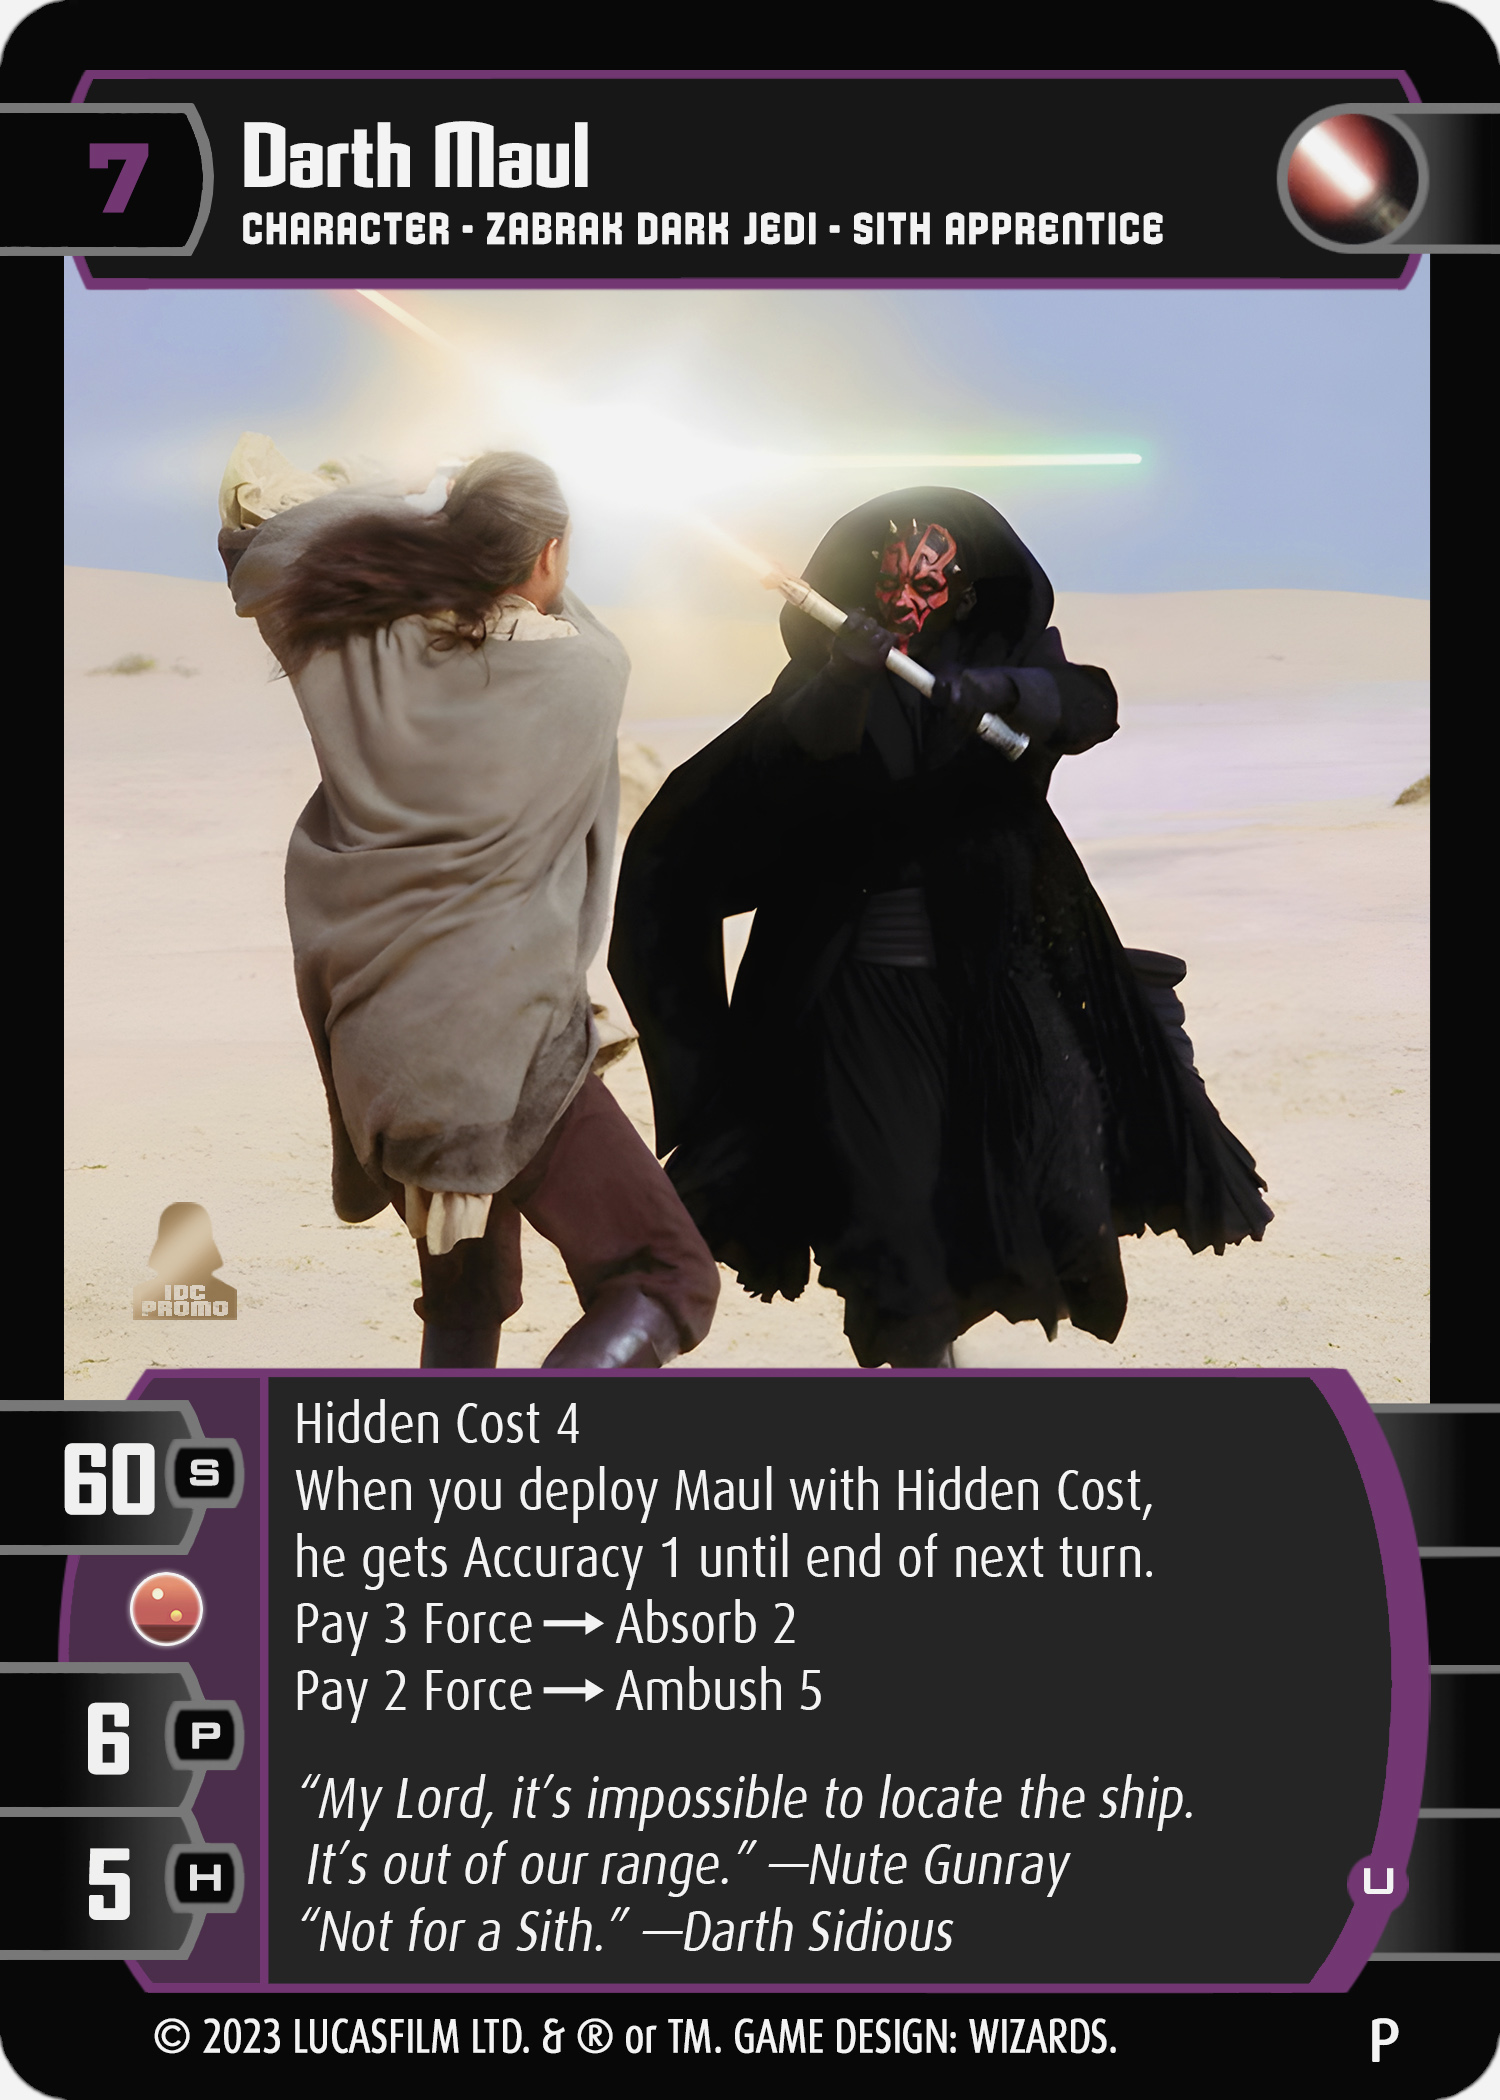 7
Darth Maul
CHARACTER - ZABRAK DARK JEDI - SITH APPRENTICE
IDC
PROMO
60 S
Hidden Cost 4
When you deploy Maul with Hidden Cost,
he gets Accuracy 1 until end of next turn.
Pay 3 Force → Absorb 2
Pay 2 Force → Ambush 5
6 P
5 H
“My Lord, it’s impossible to locate the ship.
It’s out of our range.” —Nute Gunray
“Not for a Sith.” —Darth Sidious
U
© 2023 LUCASFILM LTD. & ® or TM. GAME DESIGN: WIZARDS.
P